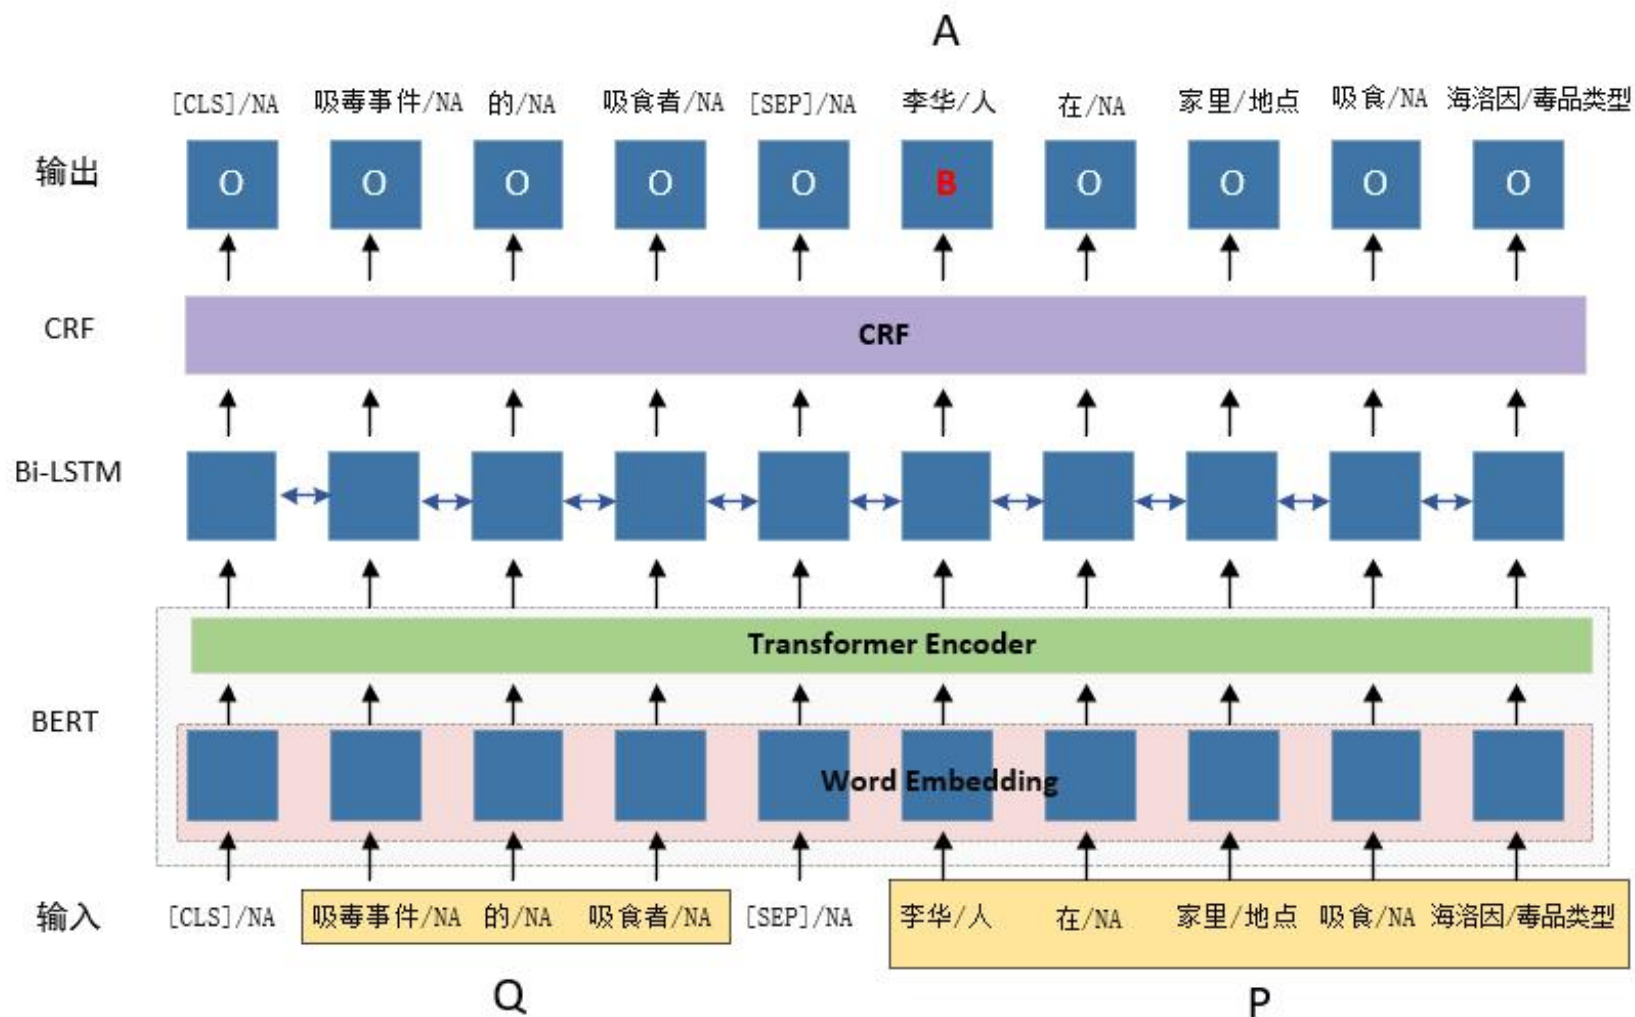 A
[CLS]/NA 吸毒事件/NA 的/NA 吸食者/NA [SEP]/NA 李华/人 在/NA 家里/地点 吸食/NA 海洛因/毒品类型
输出 O O O O O B O O O O
CRF CRF
Bi-LSTM
Transformer Encoder
BERT
Word Embedding
输入 [CLS]/NA 吸毒事件/NA 的/NA 吸食者/NA [SEP]/NA 李华/人 在/NA 家里/地点 吸食/NA 海洛因/毒品类型
Q P